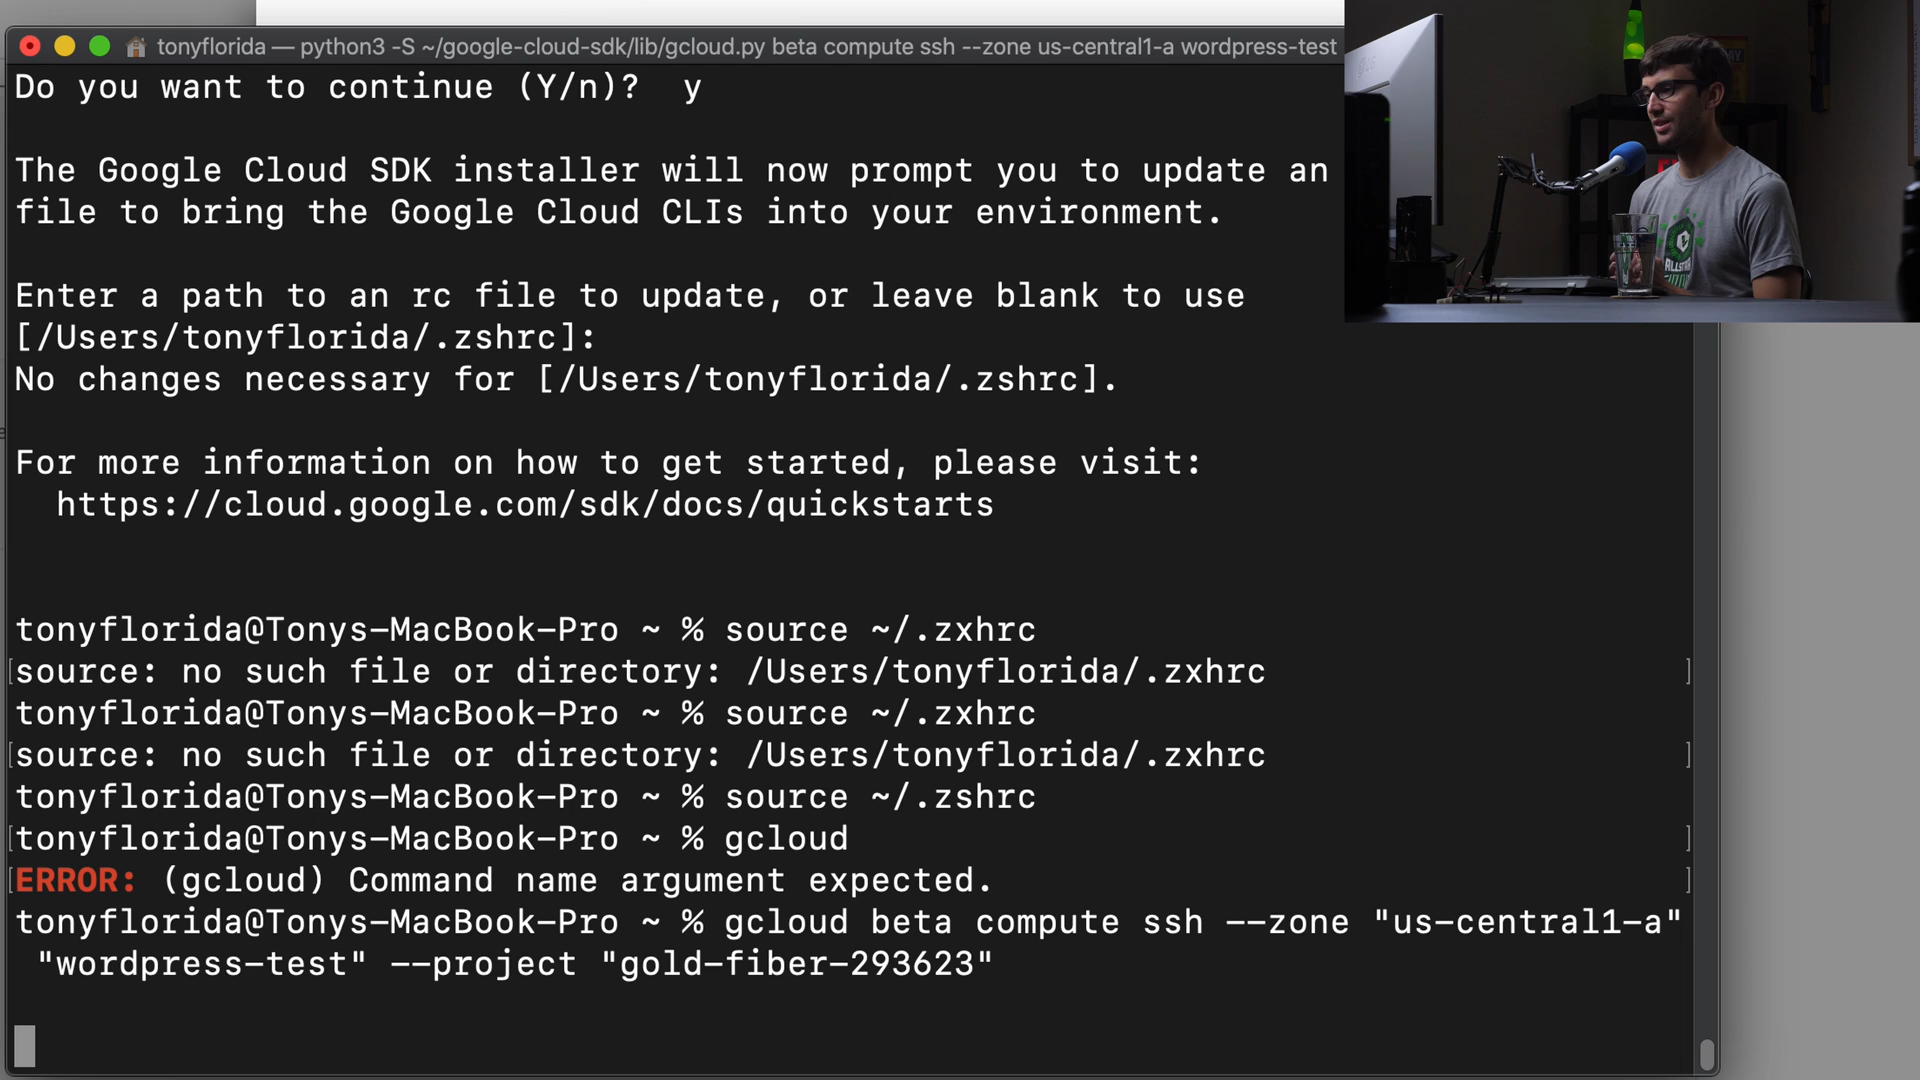 tonyflorida — python3 -S ~/google-cloud-sdk/lib/gcloud.py beta compute ssh --zone us-central1-a wordpress-test
Do you want to continue (Y/n)?  y
The Google Cloud SDK installer will now prompt you to update an
file to bring the Google Cloud CLIs into your environment.
Enter a path to an rc file to update, or leave blank to use
[/Users/tonyflorida/.zshrc]:
No changes necessary for [/Users/tonyflorida/.zshrc].
For more information on how to get started, please visit:
https://cloud.google.com/sdk/docs/quickstarts
tonyflorida@Tonys-MacBook-Pro ~ % source ~/.zxhrc
source: no such file or directory: /Users/tonyflorida/.zxhrc
tonyflorida@Tonys-MacBook-Pro ~ % source ~/.zxhrc
source: no such file or directory: /Users/tonyflorida/.zxhrc
tonyflorida@Tonys-MacBook-Pro ~ % source ~/.zshrc
tonyflorida@Tonys-MacBook-Pro ~ % gcloud
ERROR: (gcloud) Command name argument expected.
tonyflorida@Tonys-MacBook-Pro ~ % gcloud beta compute ssh --zone "us-central1-a"
"wordpress-test" --project "gold-fiber-293623"